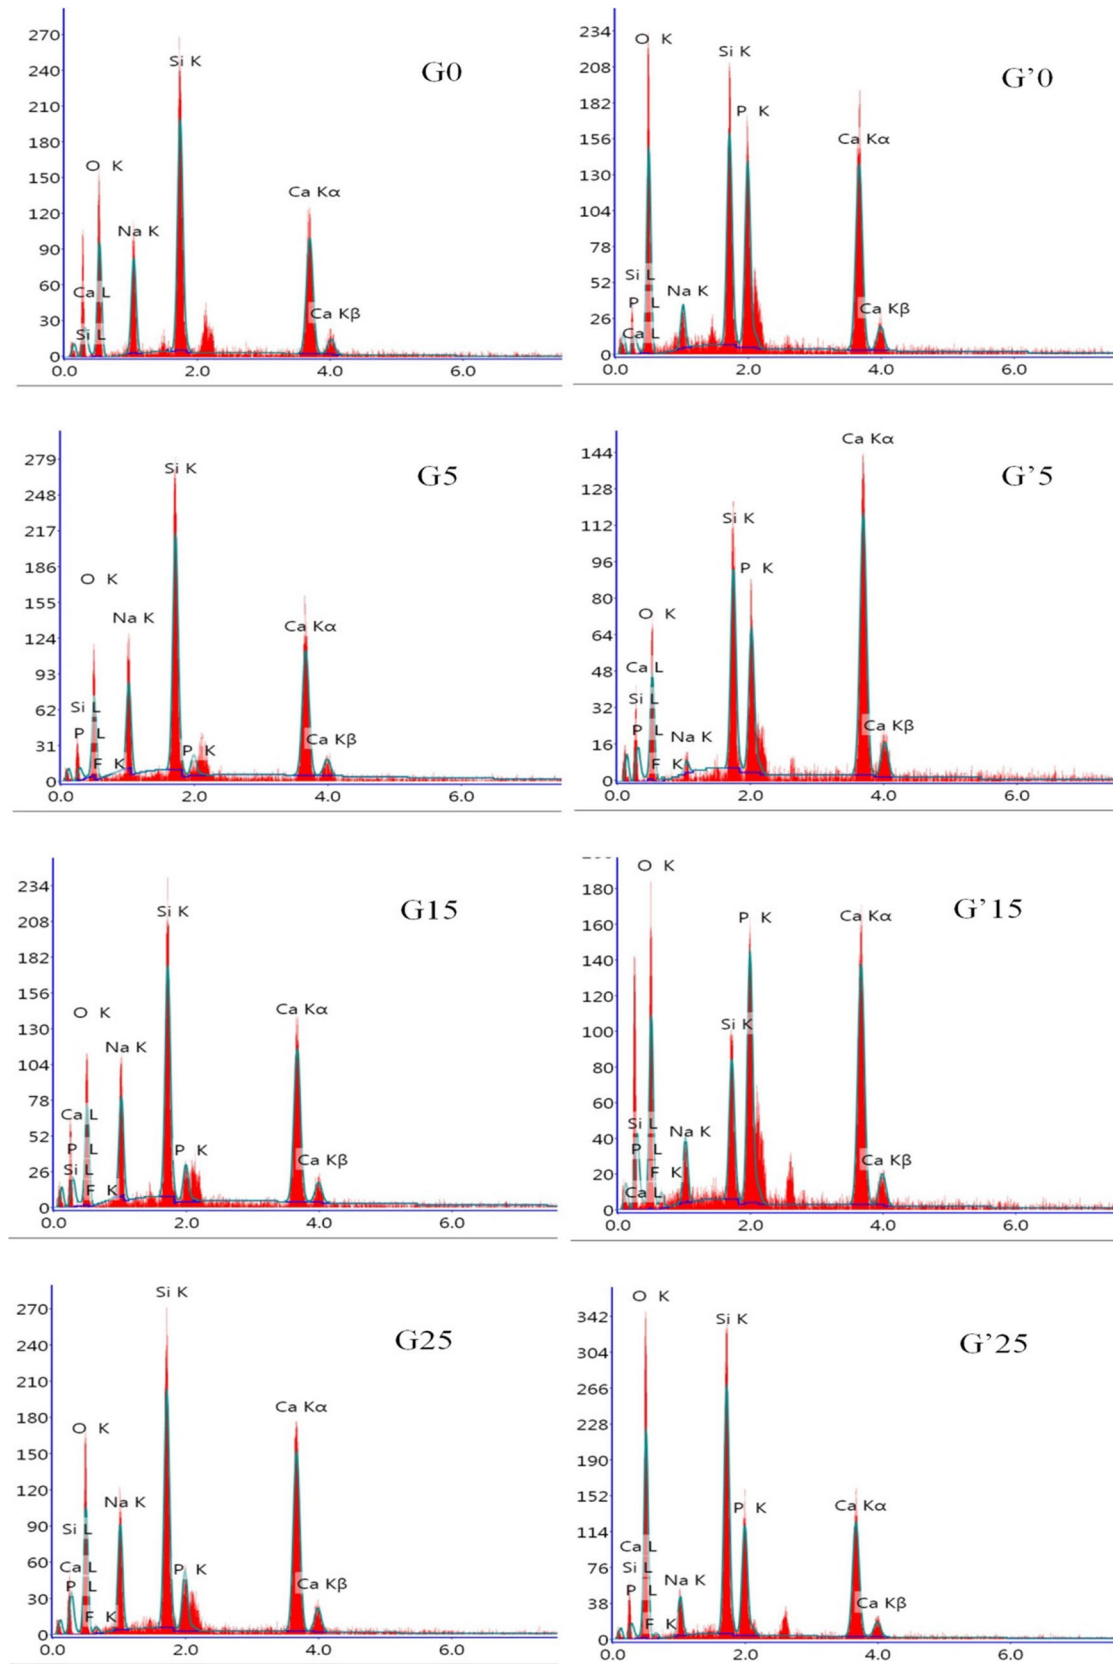 270
240
210
180
150
120
90
60
30
0
Si K
G0
O K
Na K
Ca Kα
Ca L
Si L
Ca Kβ
0.0 2.0 4.0 6.0
234
208
182
156
130
104
78
52
26
0
O K
Si K
G'0
P K
Ca Kα
Si L
Na K
P L
Ca Kβ
Ca L
0.0 2.0 4.0 6.0
279
248
217
186
155
124
93
62
31
0
Si K
G5
O K
Na K
Ca Kα
Si L
P L
Ca Kβ
P K
F K
0.0 2.0 4.0 6.0
144
128
112
96
80
64
48
32
16
0
Ca Kα
G'5
Si K
P K
O K
Ca L
Si L
P L
Na K
Ca Kβ
F K
0.0 2.0 4.0 6.0
234
208
182
156
130
104
78
52
26
0
Si K
G15
O K
Ca Kα
Na K
Ca L
P L
P K
Si L
Ca Kβ
F K
0.0 2.0 4.0 6.0
180
160
140
120
100
80
60
40
20
0
O K
P K
Ca Kα
G'15
Si K
Si L
Na K
P L
Ca Kβ
F K
Ca L
0.0 2.0 4.0 6.0
270
240
210
180
150
120
90
60
30
0
Si K
G25
O K
Ca Kα
Na K
Si L
Ca L
P K
P L
Ca Kβ
F K
0.0 2.0 4.0 6.0
342
304
266
228
190
152
114
76
38
0
O K
Si K
G'25
P K
Ca Kα
Ca L
Si L
Na K
P L
Ca Kβ
F K
0.0 2.0 4.0 6.0